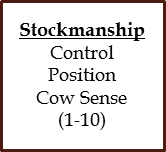 Stockmanship
Control
Position
Cow Sense
(1-10)